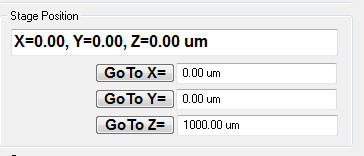 Stage Position
X=0.00, Y=0.00, Z=0.00 um
GoTo X= 0.00 um
GoTo Y= 0.00 um
GoTo Z= 1000.00 um